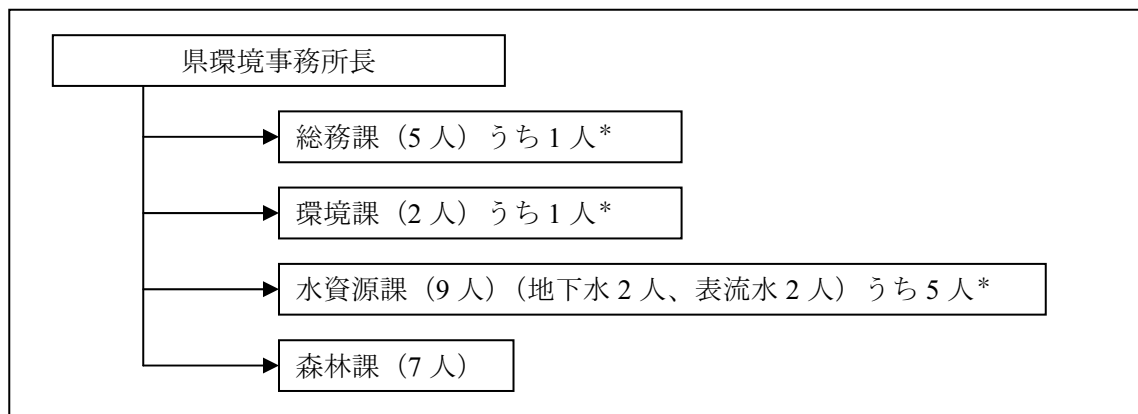 県環境事務所長
総務課（5 人）うち 1 人*
環境課（2 人）うち 1 人*
水資源課（9 人）（地下水 2 人、表流水 2 人）うち 5 人*
森林課（7 人）